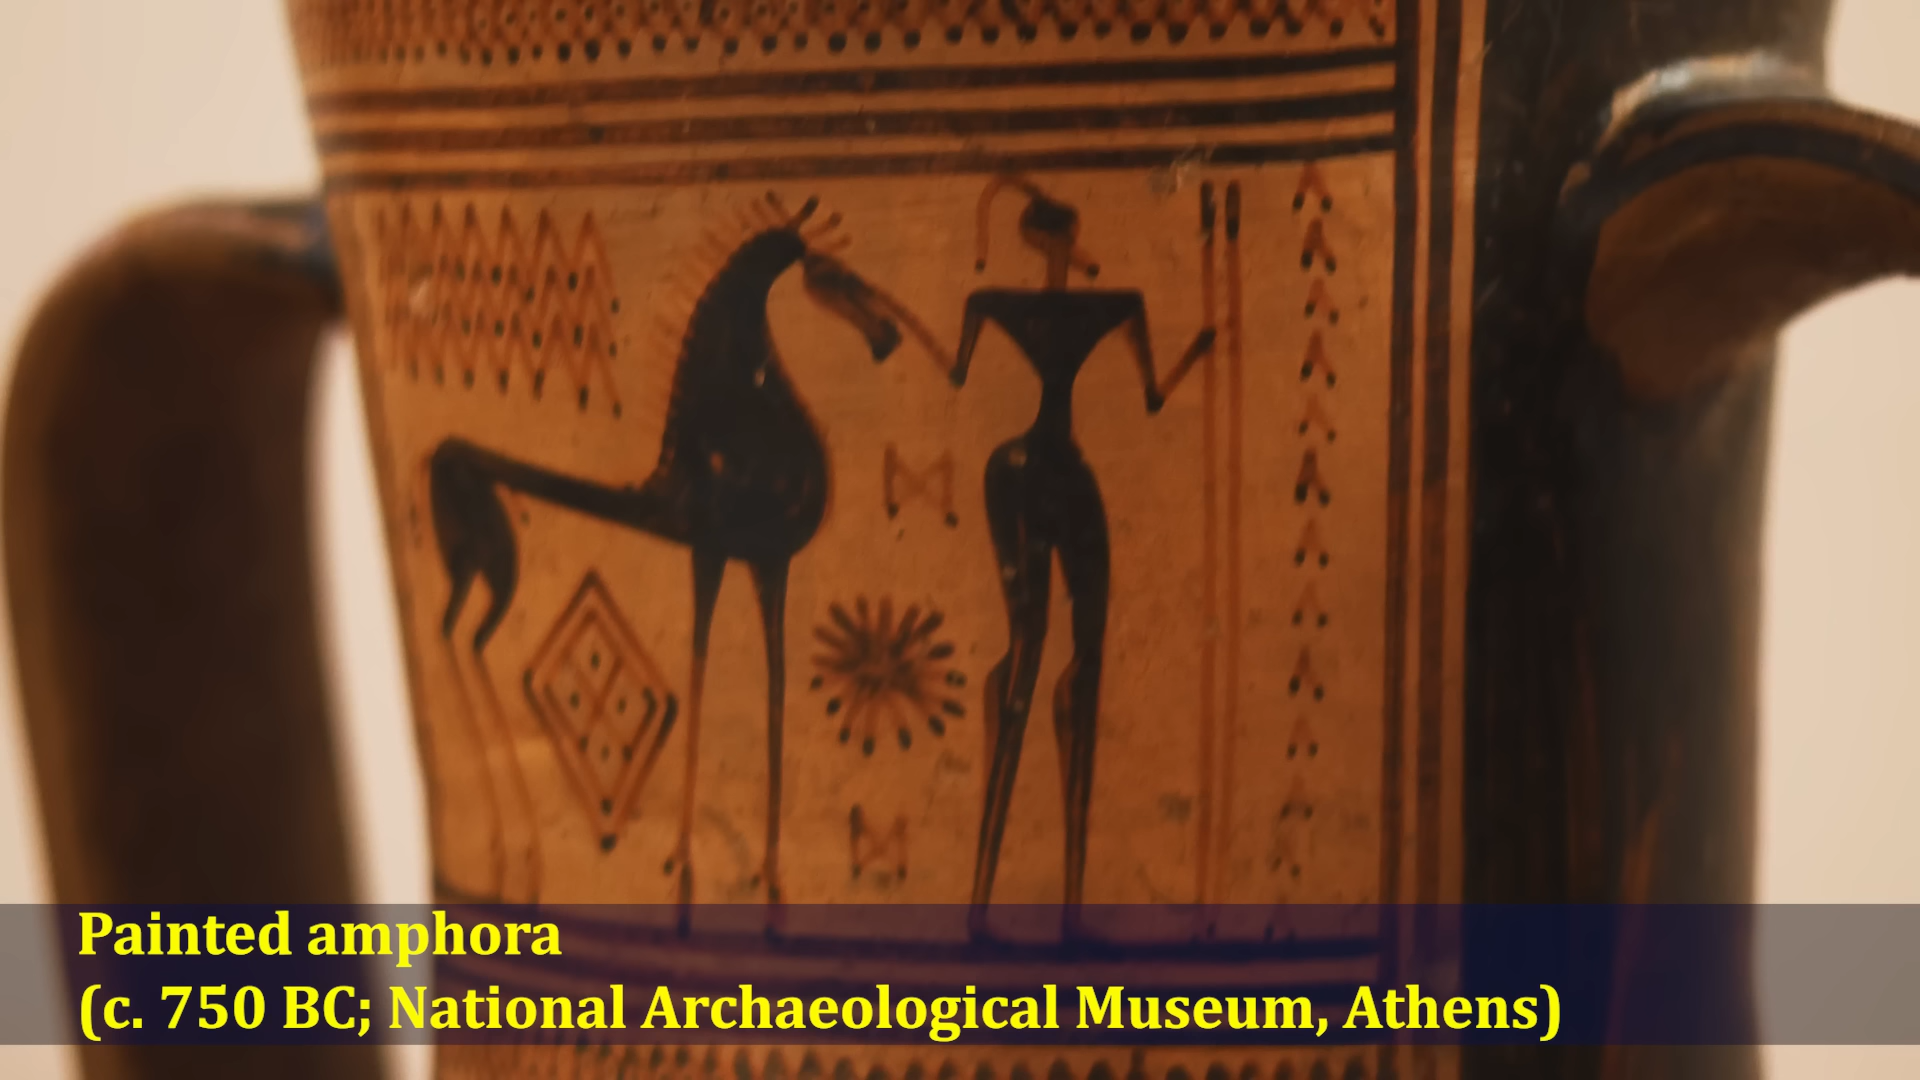 Painted amphora
(c. 750 BC; National Archaeological Museum, Athens)